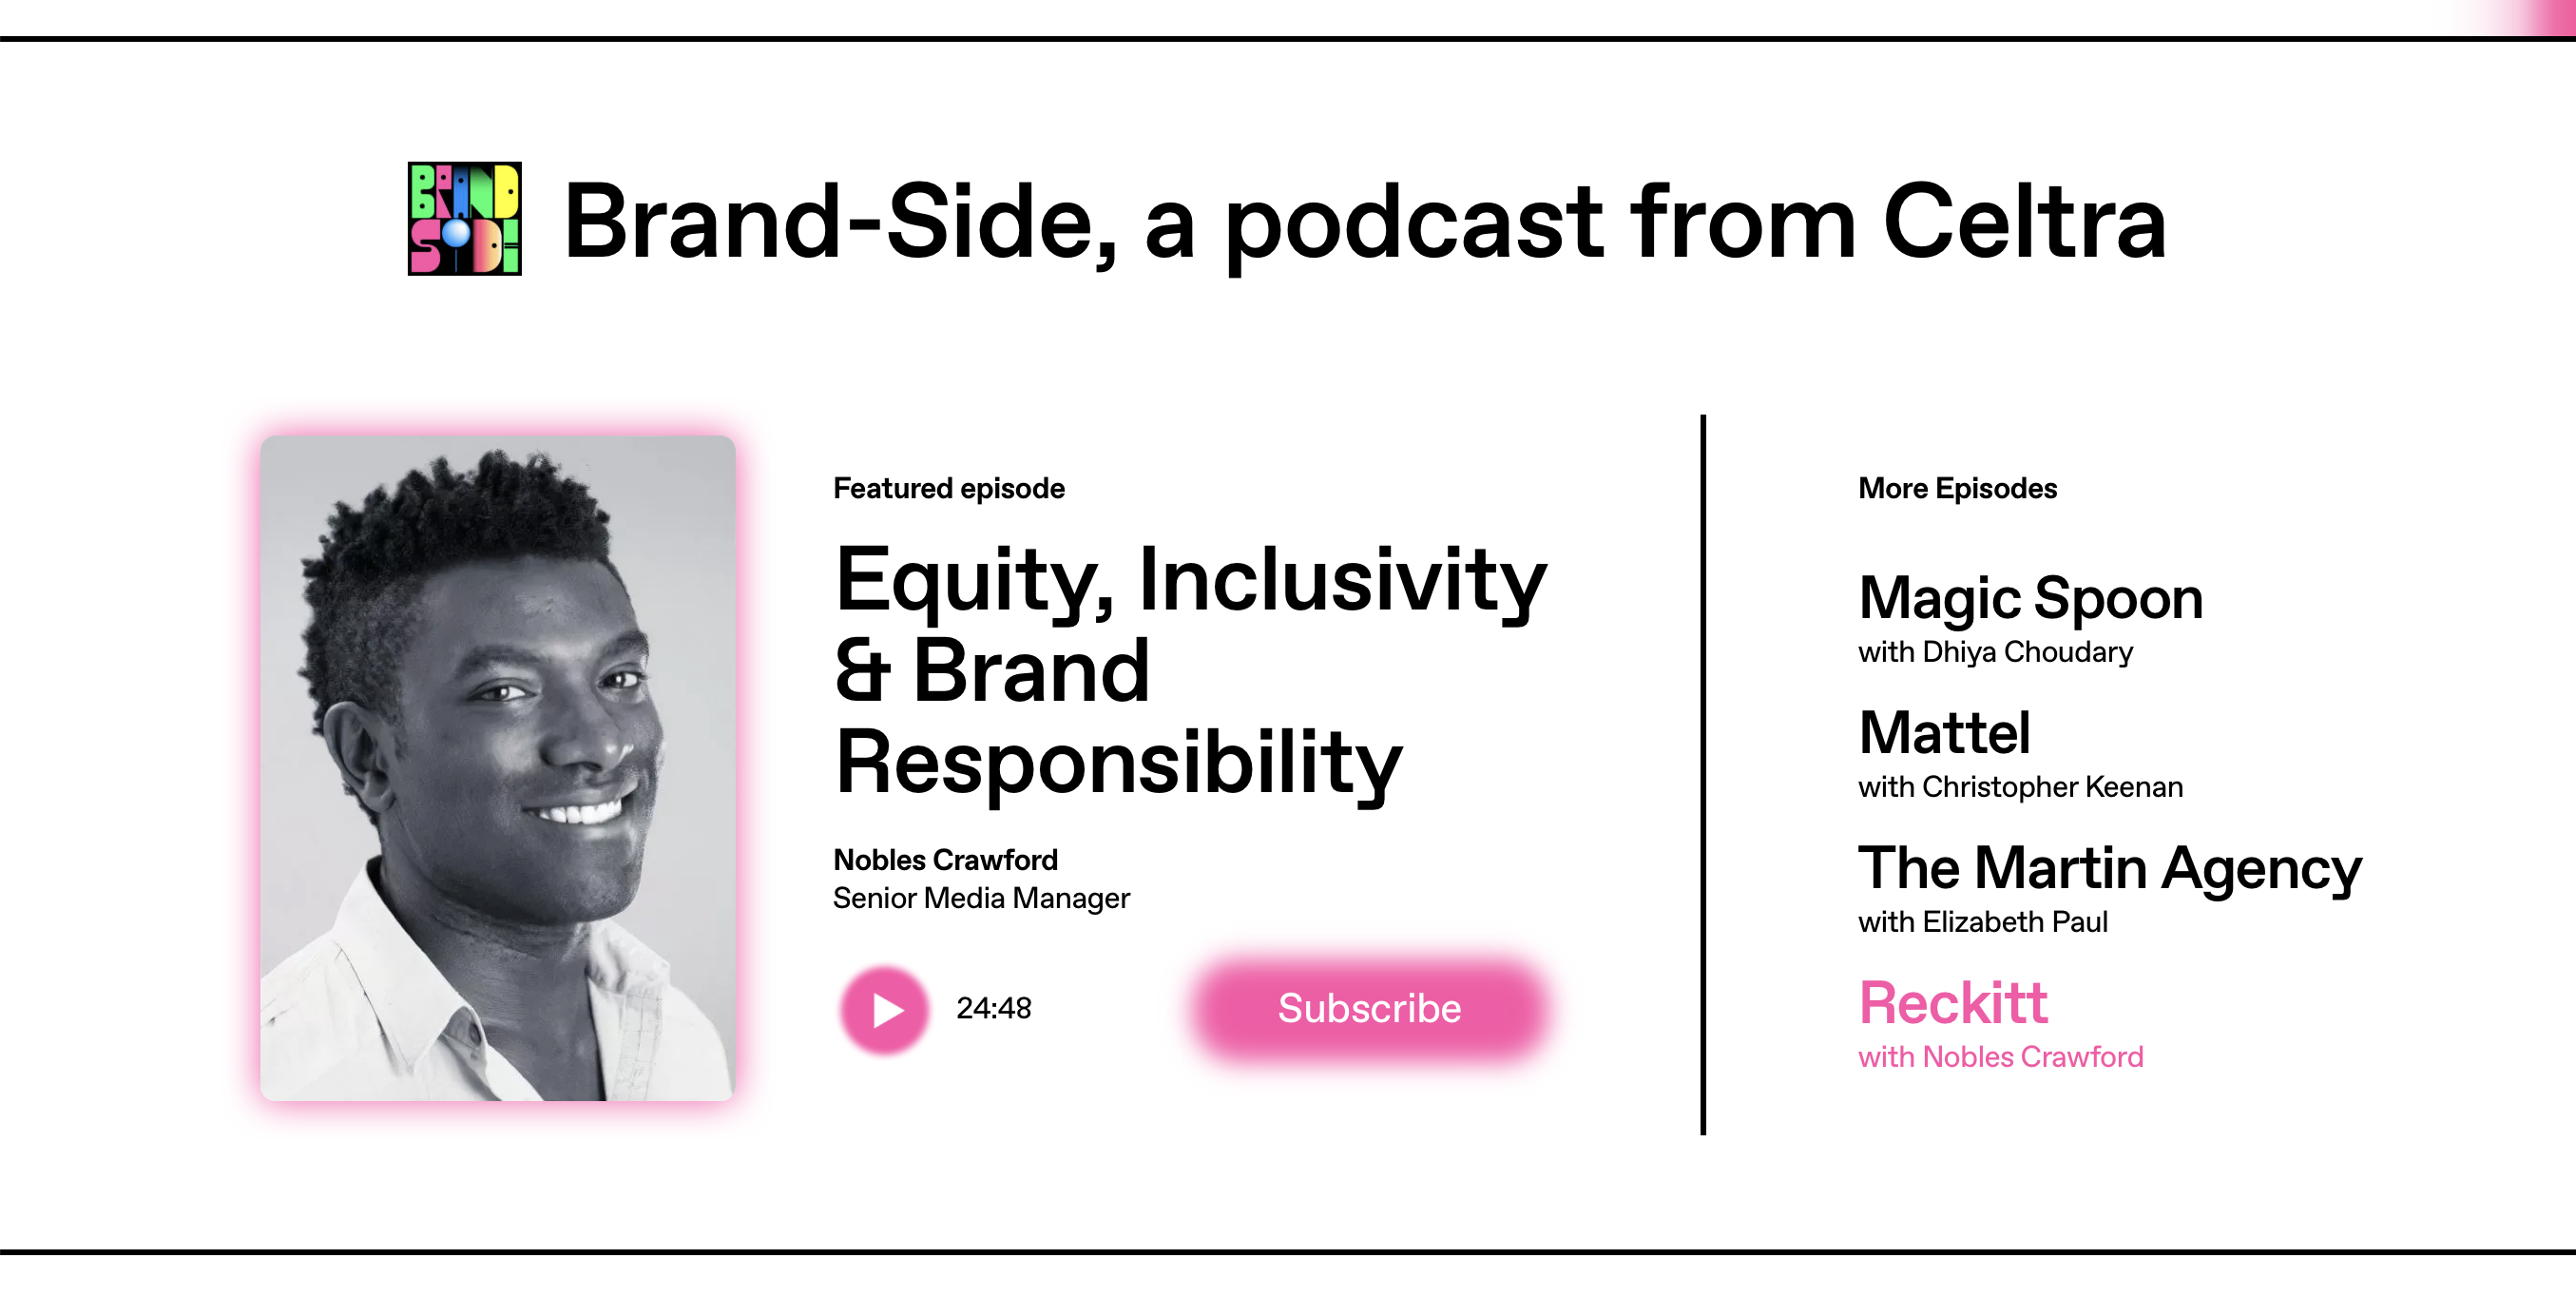 BRAND
SIDE
Brand-Side, a podcast from Celtra
Featured episode
Equity, Inclusivity
& Brand
Responsibility
Nobles Crawford
Senior Media Manager
24:48
Subscribe
More Episodes
Magic Spoon
with Dhiya Choudary
Mattel
with Christopher Keenan
The Martin Agency
with Elizabeth Paul
Reckitt
with Nobles Crawford